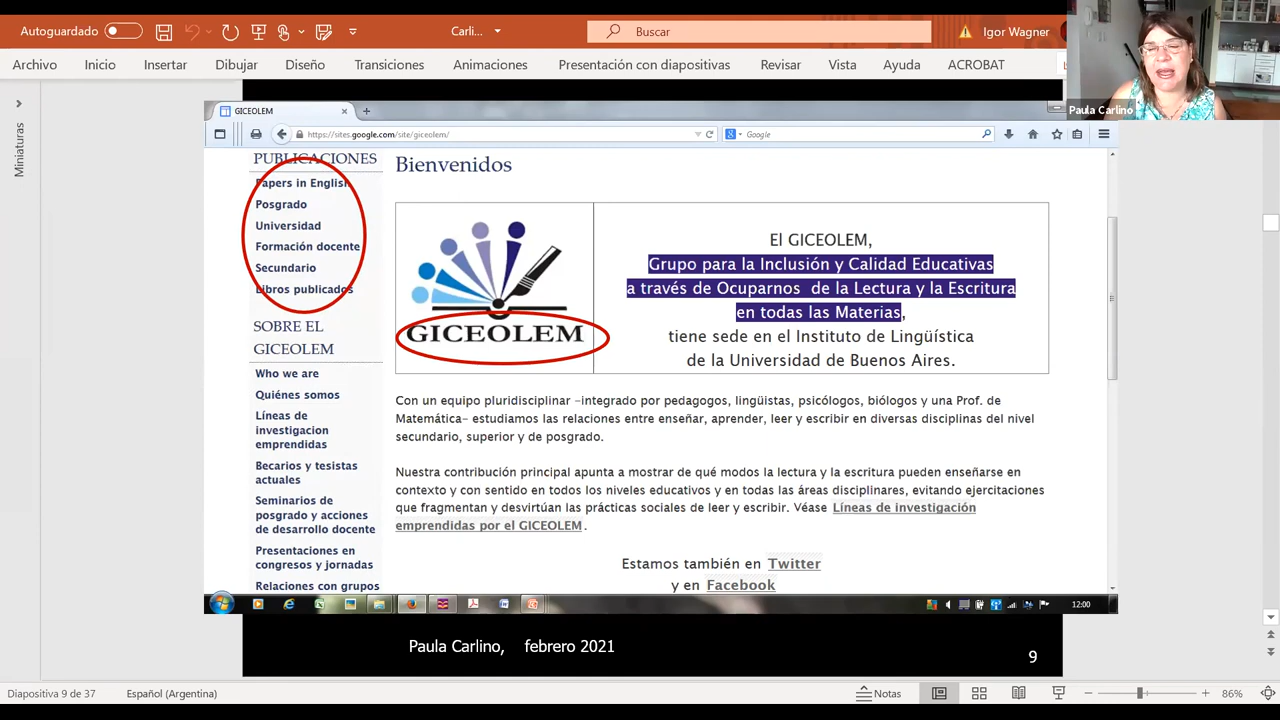 Autoguardado
Carli...
Buscar
Igor Wagner
Archivo
Inicio
Insertar
Dibujar
Diseño
Transiciones
Animaciones
Presentación con diapositivas
Revisar
Vista
Ayuda
ACROBAT
Paula Carlino
Miniaturas
GICEOLEM
https://sites.google.com/site/giceolem/
Google
PUBLICACIONES
Papers in English
Posgrado
Universidad
Formación docente
Secundario
Libros publicados
SOBRE EL
GICEOLEM
Who we are
Quiénes somos
Líneas de
investigacion
emprendidas
Becarios y tesistas
actuales
Seminarios de
posgrado y acciones
de desarrollo docente
Presentaciones en
congresos y jornadas
Relaciones con grupos
Bienvenidos
GICEOLEM
El GICEOLEM,
Grupo para la Inclusión y Calidad Educativas
a través de Ocuparnos de la Lectura y la Escritura
en todas las Materias,
tiene sede en el Instituto de Lingüística
de la Universidad de Buenos Aires.
Con un equipo pluridisciplinar -integrado por pedagogos, lingüistas, psicólogos, biólogos y una Prof. de
Matemática- estudiamos las relaciones entre enseñar, aprender, leer y escribir en diversas disciplinas del nivel
secundario, superior y de posgrado.
Nuestra contribución principal apunta a mostrar de qué modos la lectura y la escritura pueden enseñarse en
contexto y con sentido en todos los niveles educativos y en todas las áreas disciplinares, evitando ejercitaciones
que fragmentan y desvirtúan las prácticas sociales de leer y escribir. Véase Líneas de investigación
emprendidas por el GICEOLEM.
Estamos también en Twitter
y en Facebook
12:00
Paula Carlino, febrero 2021
9
Diapositiva 9 de 37
Español (Argentina)
Notas
86%